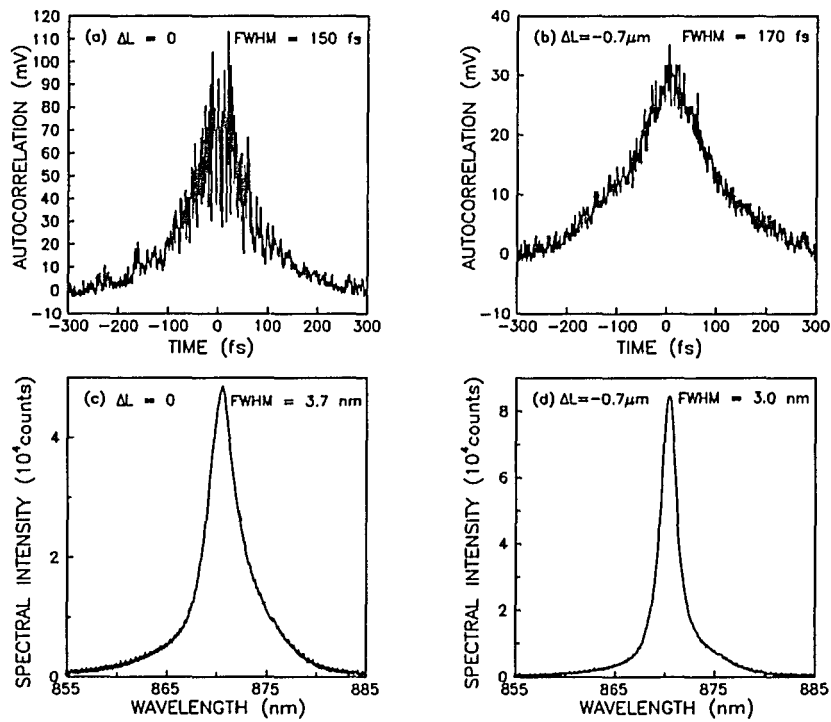 (a) ΔL = 0 FWHM = 150 fs
120
110
100
90
80
70
60
50
40
30
20
10
0
-10
AUTOCORRELATION (mV)
-300 -200 -100 0 100 200 300
TIME (fs)
(b) ΔL=-0.7μm FWHM = 170 fs
40
30
20
10
0
-10
AUTOCORRELATION (mV)
-300 -200 -100 0 100 200 300
TIME (fs)
(c) ΔL = 0 FWHM = 3.7 nm
4
2
0
SPECTRAL INTENSITY (10⁴counts)
855 865 875 885
WAVELENGTH (nm)
(d) ΔL=-0.7μm FWHM = 3.0 nm
8
6
4
2
0
SPECTRAL INTENSITY (10⁴counts)
855 865 875 885
WAVELENGTH (nm)